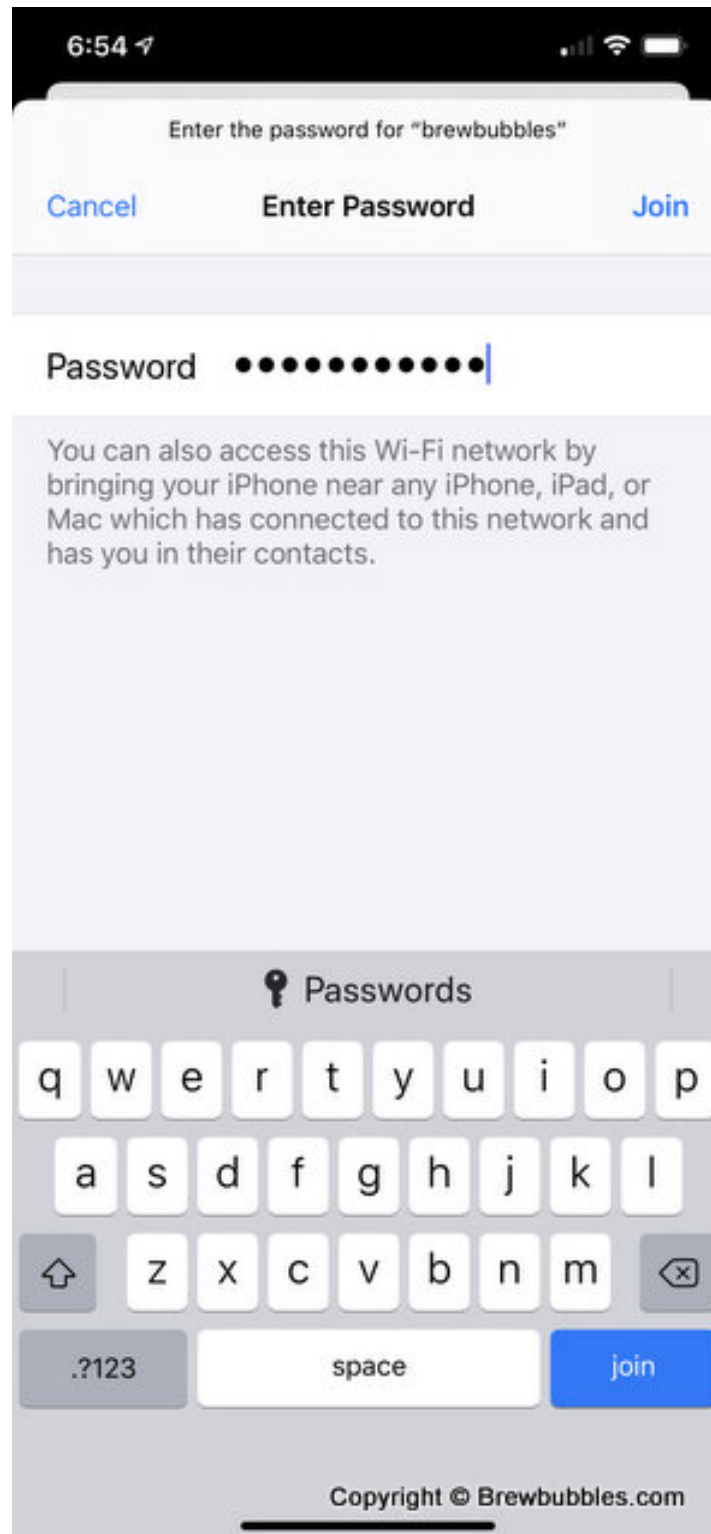 6:54
Enter the password for “brewbubbles”
Cancel Enter Password Join
Password ●●●●●●●●●●●
You can also access this Wi-Fi network by
bringing your iPhone near any iPhone, iPad, or
Mac which has connected to this network and
has you in their contacts.
Passwords
q w e r t y u i o p
a s d f g h j k l
z x c v b n m
.?123 space join
Copyright © Brewbubbles.com